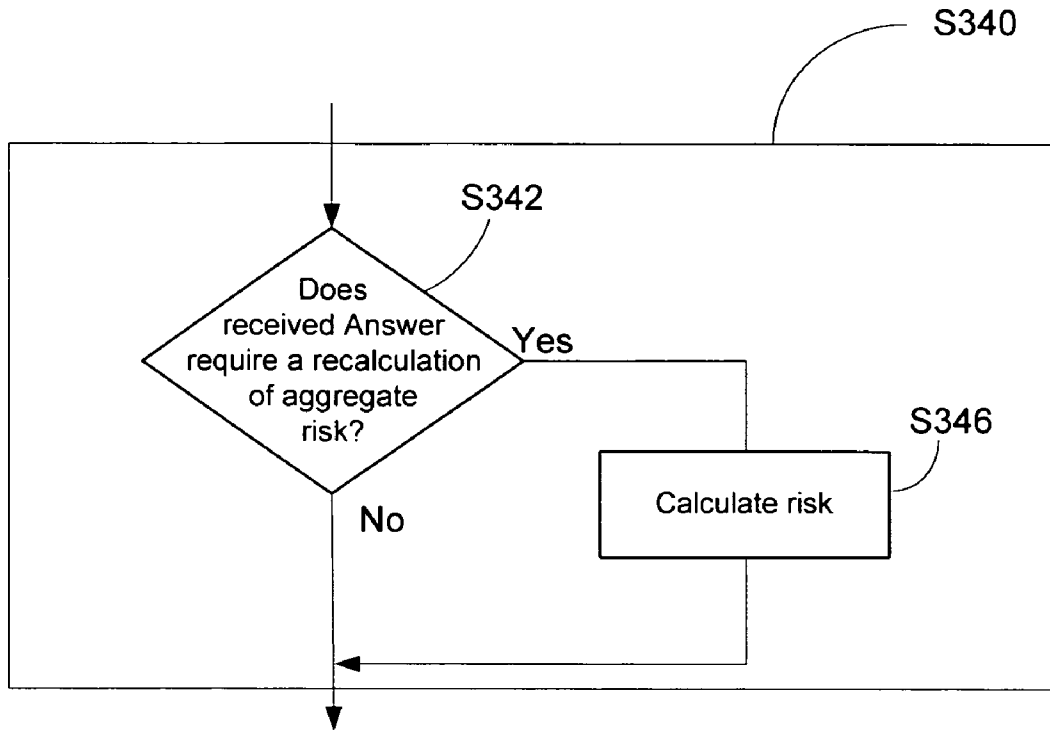 S340
S342
Does
received Answer
require a recalculation
of aggregate
risk?
Yes
S346
Calculate risk
No